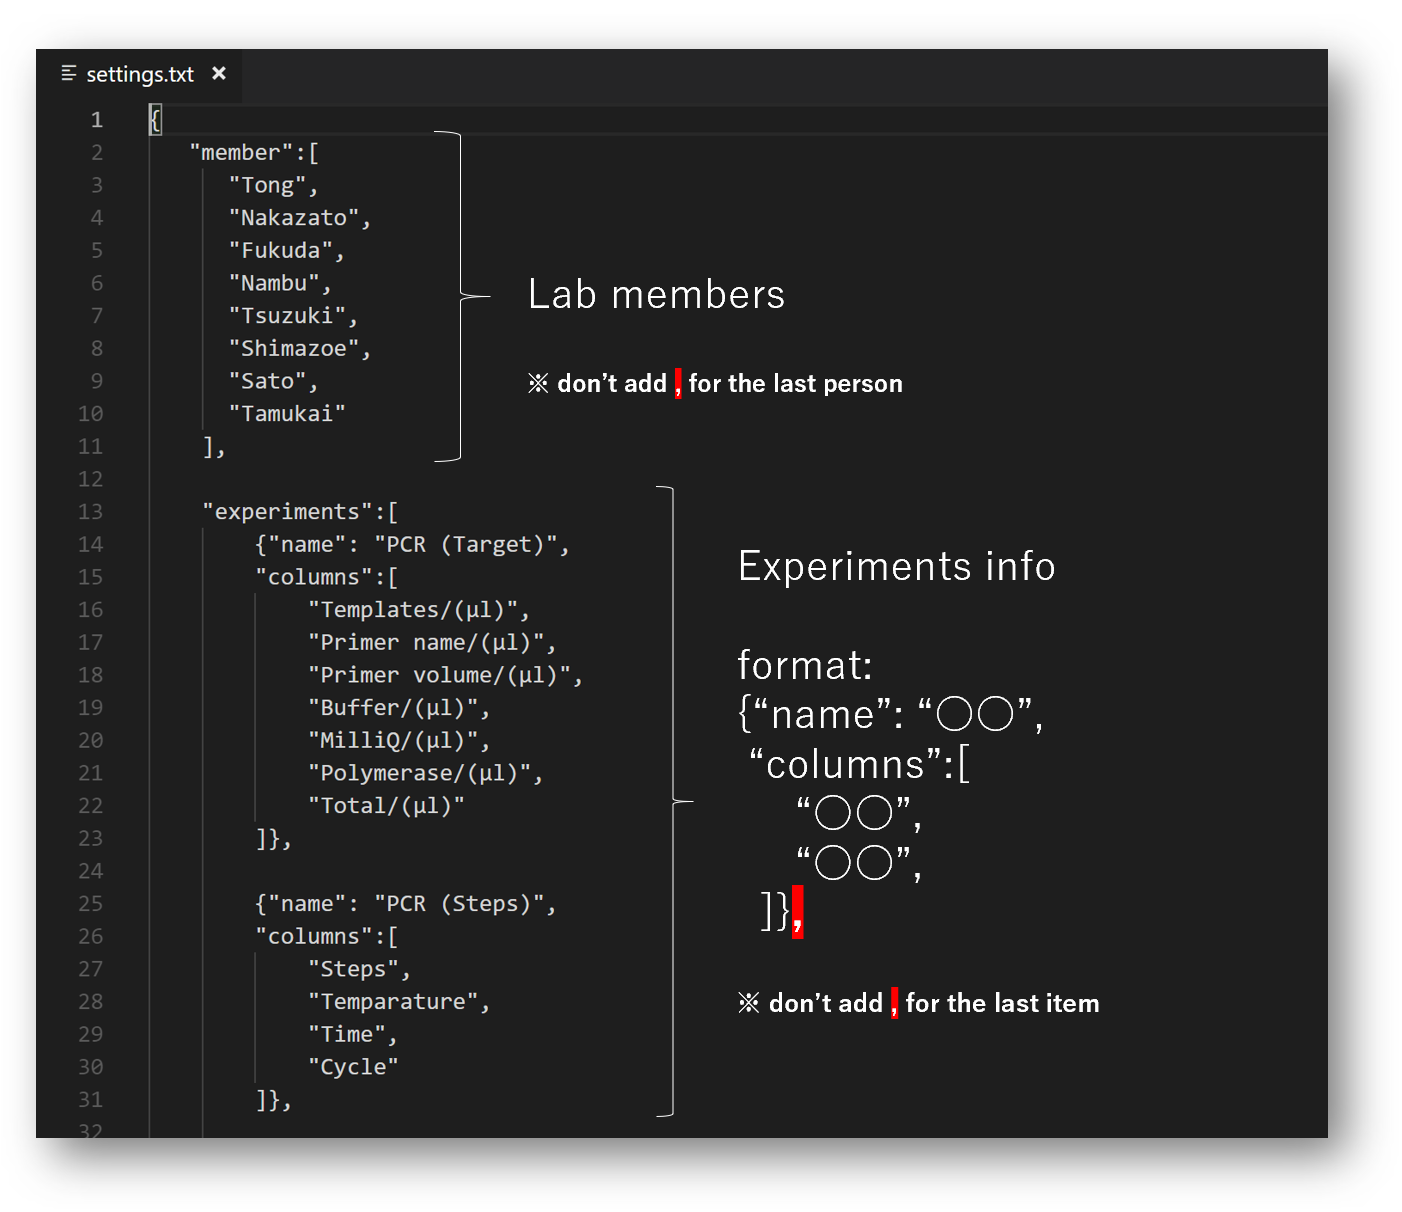 settings.txt ×
1 {
2 "member":[
3 "Tong",
4 "Nakazato",
5 "Fukuda",
6 "Nambu",
7 "Tsuzuki",
8 "Shimazoe",
9 "Sato",
10 "Tamukai"
11 ],
12
13 "experiments":[
14 {"name": "PCR (Target)",
15 "columns":[
16 "Templates/(μl)",
17 "Primer name/(μl)",
18 "Primer volume/(μl)",
19 "Buffer/(μl)",
20 "MilliQ/(μl)",
21 "Polymerase/(μl)",
22 "Total/(μl)"
23 ]},
24
25 {"name": "PCR (Steps)",
26 "columns":[
27 "Steps",
28 "Temparature",
29 "Time",
30 "Cycle"
31 ]},
32
Lab members
※ don’t add , for the last person
Experiments info
format:
{“name”: “○○”,
“columns”:[
“○○”,
“○○”,
]},
※ don’t add , for the last item